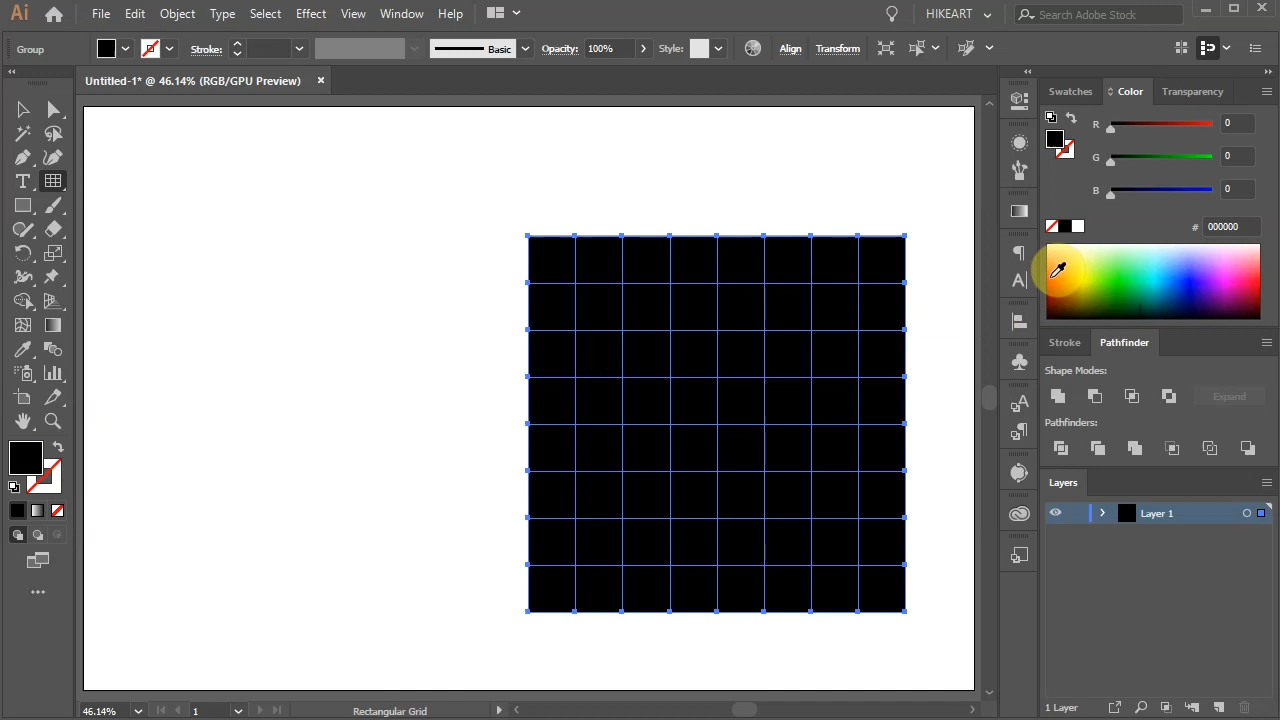 Ai File Edit Object Type Select Effect View Window Help HIKEART Search Adobe Stock
Group Stroke: Basic Opacity: 100% Style: Align Transform
Untitled-1* @ 46.14% (RGB/GPU Preview) ×
Swatches Color Transparency
R 0
G 0
B 0
# 000000
Stroke Pathfinder
Shape Modes:
Expand
Pathfinders:
Layers
Layer 1
46.14% 1 Rectangular Grid
1 Layer